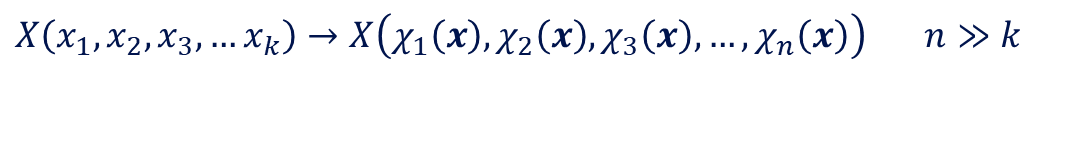 X(x₁, x₂, x₃, … xₖ) → X(χ₁(x), χ₂(x), χ₃(x), …, χₙ(x)) n ≫ k